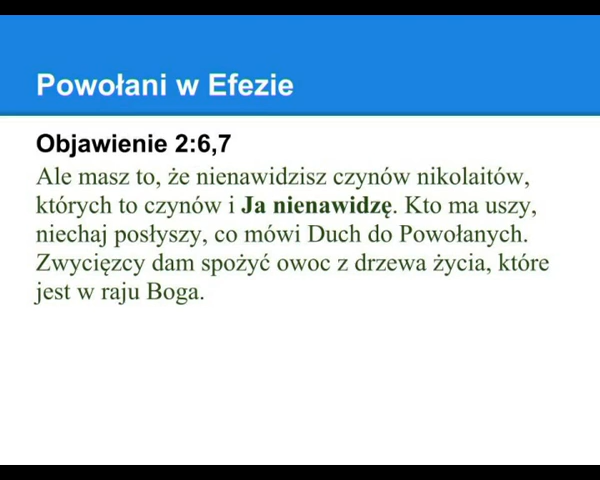 Powołani w Efezie
Objawienie 2:6,7
Ale masz to, że nienawidzisz czynów nikolaitów,
których to czynów i Ja nienawidzę. Kto ma uszy,
niechaj posłyszy, co mówi Duch do Powołanych.
Zwycięzcy dam spożyć owoc z drzewa życia, które
jest w raju Boga.